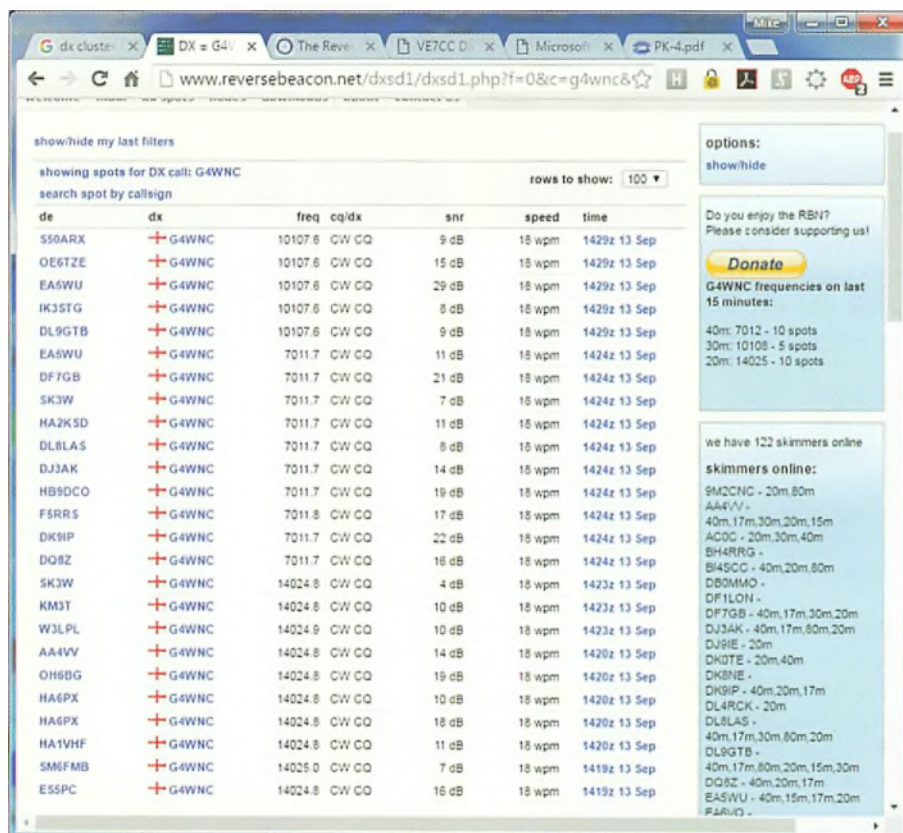 Mike
dx cluster
DX = G4V
The Reve
VE7CC D
Microsoft
PK-4.pdf
www.reversebeacon.net/dxsd1/dxsd1.php?f=0&c=g4wnc&
show/hide my last filters
showing spots for DX call: G4WNC
rows to show: 100
search spot by callsign
de dx freq cq/dx snr speed time
S50ARX G4WNC 10107.6 CW CQ 9 dB 18 wpm 1429z 13 Sep
OE6TZE G4WNC 10107.6 CW CQ 15 dB 18 wpm 1429z 13 Sep
EA5WU G4WNC 10107.6 CW CQ 29 dB 18 wpm 1429z 13 Sep
IK3STG G4WNC 10107.6 CW CQ 8 dB 18 wpm 1429z 13 Sep
DL9GTB G4WNC 10107.6 CW CQ 9 dB 18 wpm 1429z 13 Sep
EA5WU G4WNC 7011.7 CW CQ 11 dB 18 wpm 1424z 13 Sep
DF7GB G4WNC 7011.7 CW CQ 21 dB 18 wpm 1424z 13 Sep
SK3W G4WNC 7011.7 CW CQ 7 dB 18 wpm 1424z 13 Sep
HA2KSD G4WNC 7011.7 CW CQ 11 dB 18 wpm 1424z 13 Sep
DL8LAS G4WNC 7011.7 CW CQ 8 dB 18 wpm 1424z 13 Sep
DJ3AK G4WNC 7011.7 CW CQ 14 dB 18 wpm 1424z 13 Sep
HB9DCO G4WNC 7011.7 CW CQ 19 dB 18 wpm 1424z 13 Sep
F5RRS G4WNC 7011.8 CW CQ 17 dB 18 wpm 1424z 13 Sep
DK9IP G4WNC 7011.7 CW CQ 22 dB 18 wpm 1424z 13 Sep
DQ8Z G4WNC 7011.7 CW CQ 16 dB 18 wpm 1424z 13 Sep
SK3W G4WNC 14024.8 CW CQ 4 dB 18 wpm 1423z 13 Sep
KM3T G4WNC 14024.8 CW CQ 10 dB 18 wpm 1423z 13 Sep
W3LPL G4WNC 14024.9 CW CQ 10 dB 18 wpm 1423z 13 Sep
AA4VV G4WNC 14024.8 CW CQ 14 dB 18 wpm 1420z 13 Sep
OH6BG G4WNC 14024.8 CW CQ 19 dB 18 wpm 1420z 13 Sep
HA6PX G4WNC 14024.8 CW CQ 10 dB 18 wpm 1420z 13 Sep
HA6PX G4WNC 14024.8 CW CQ 18 dB 18 wpm 1420z 13 Sep
HA1VHF G4WNC 14024.8 CW CQ 11 dB 18 wpm 1420z 13 Sep
SM6FMB G4WNC 14025.0 CW CQ 7 dB 18 wpm 1419z 13 Sep
ES5PC G4WNC 14024.8 CW CQ 16 dB 18 wpm 1419z 13 Sep
options:
show/hide
Do you enjoy the RBN?
Please consider supporting us!
Donate
G4WNC frequencies on last
15 minutes:
40m: 7012 - 10 spots
30m: 10108 - 5 spots
20m: 14025 - 10 spots
we have 122 skimmers online
skimmers online:
9M2CNC - 20m,80m
AA4VV -
40m,17m,30m,20m,15m
AC0C - 20m,30m,40m
BH4RRG -
BI4SCC - 40m,20m,80m
DB0MMO -
DF1LON -
DF7GB - 40m,17m,30m,20m
DJ3AK - 40m,17m,80m,20m
DJ9IE - 20m
DK0TE - 20m,40m
DK8NE -
DK9IP - 40m,20m,17m
DL4RCK - 20m
DL8LAS -
40m,17m,30m,80m,20m
DL9GTB -
40m,17m,80m,20m,15m,30m
DQ8Z - 40m,20m,17m
EA5WU - 40m,15m,17m,20m